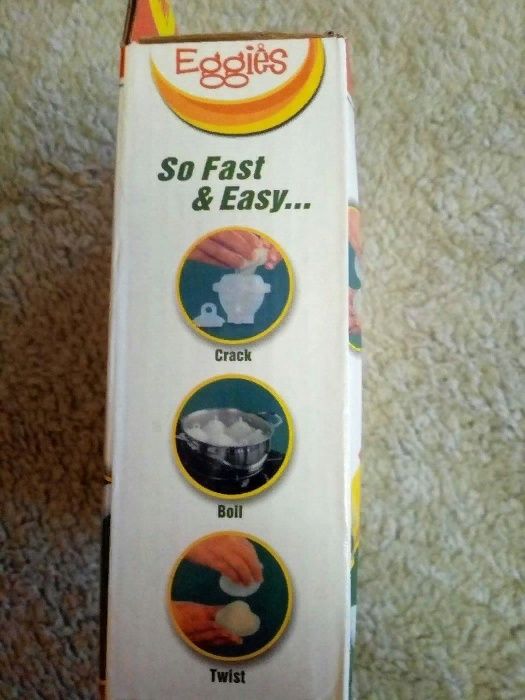 Eggies
So Fast
& Easy...
Crack
Boil
Twist